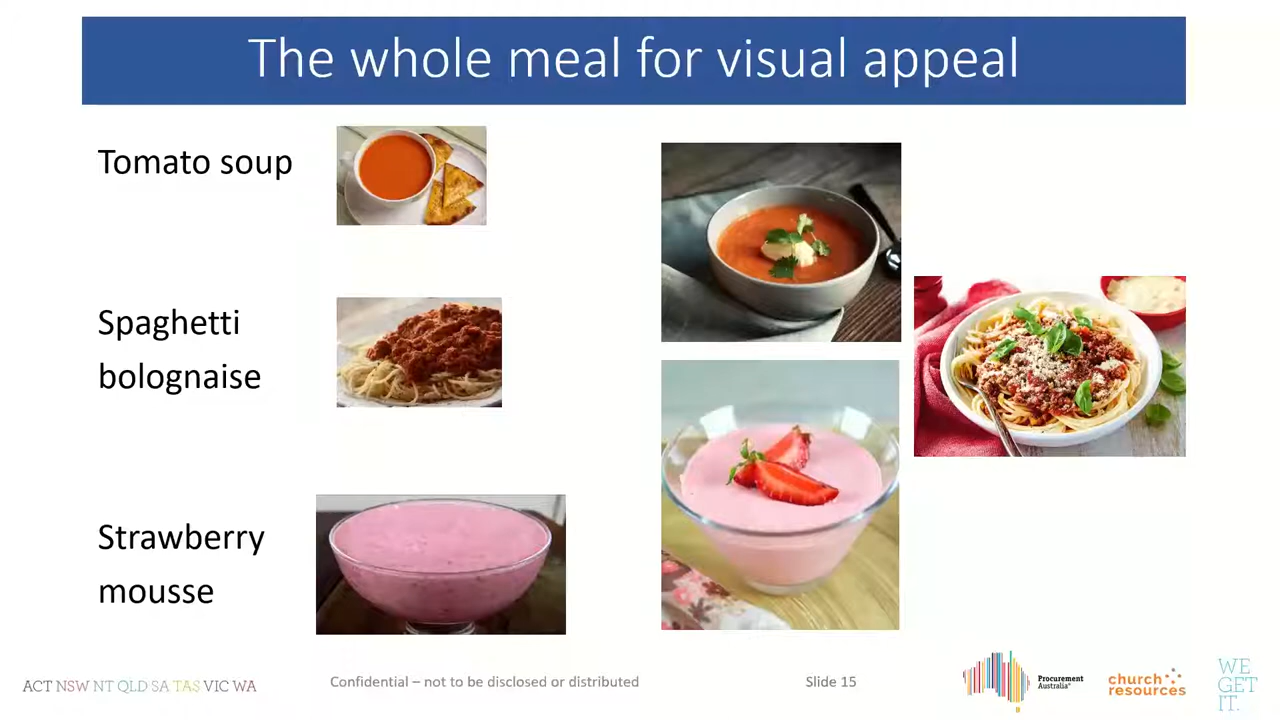 The whole meal for visual appeal
Tomato soup
Spaghetti
bolognaise
Strawberry
mousse
ACT NSW NT QLD SA TAS VIC WA
Confidential – not to be disclosed or distributed
Slide 15
Procurement
Australia
church
resources
WE
GET
IT.